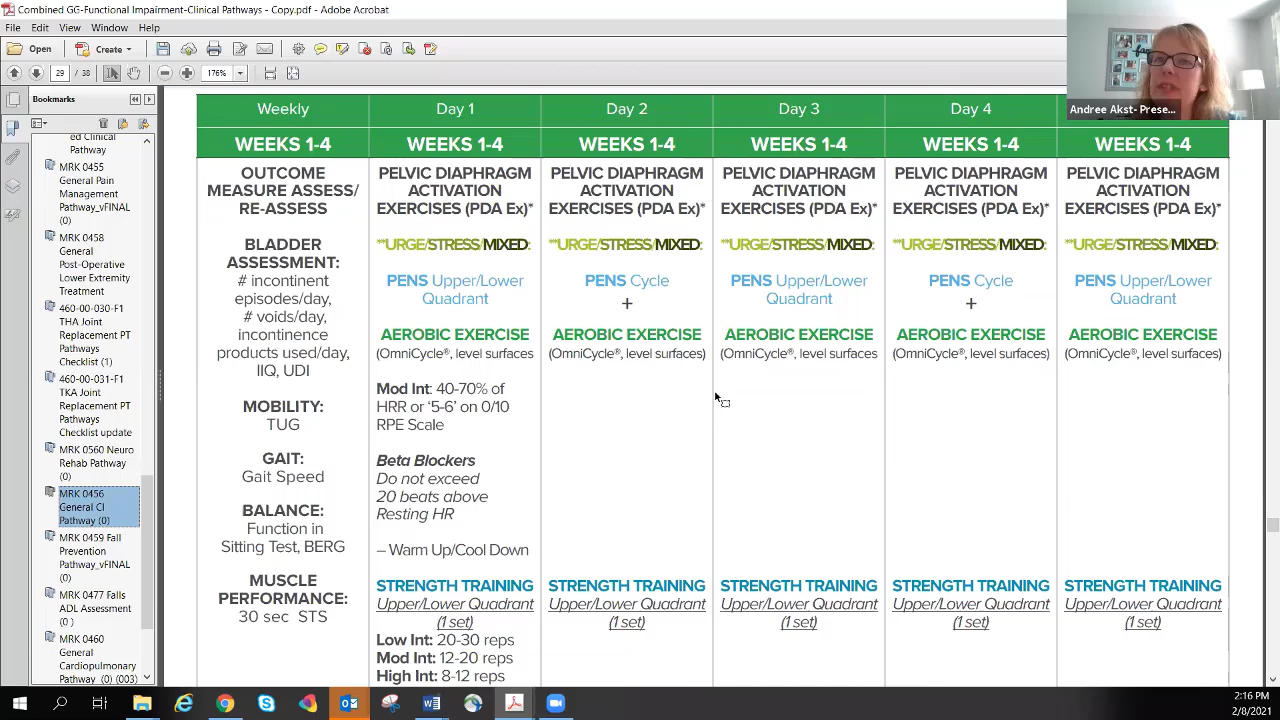 Combined GG-Functional Impairment-Clinical Pathways - Copy.pdf - Adobe Acrobat
File Edit View Window Help
Open Create
29 / 38 176%
Bookmarks
ed Clinical
Pathway
MRK 0455
General Pain
Management
Pathway_vFINAL
(0)
MRK 0458
General
Post-Operative
Lower Extremity
Treatment
460-00-030-F1
THA Joint
Replacement PT
Pathways
Checklist (1)
460-00-031-F1
TKA Joint
Replacement PT
Pathways
Checklist update
MRK 0560 Neuro
Rehab Pathway
(0)
MRK 0456
General CI
Pathway (0)
MRK 0459 Fall
Prevention
Pathway_vFINAL
(0)
MRK 0477 Falls
ADL Assessment
(0)
MRK 0460
General
Cardiopulmonary
Pathway (0) (003)
Weekly
WEEKS 1-4
OUTCOME
MEASURE ASSESS/
RE-ASSESS
BLADDER
ASSESSMENT:
# incontinent
episodes/day,
# voids/day,
incontinence
products used/day,
IIQ, UDI
MOBILITY:
TUG
GAIT:
Gait Speed
BALANCE:
Function in
Sitting Test, BERG
MUSCLE
PERFORMANCE:
30 sec STS
Day 1
WEEKS 1-4
PELVIC DIAPHRAGM
ACTIVATION
EXERCISES (PDA Ex)*
**URGE/STRESS/MIXED:
PENS Upper/Lower
Quadrant
AEROBIC EXERCISE
(OmniCycle®, level surfaces)
Mod Int: 40-70% of
HRR or ‘5-6’ on 0/10
RPE Scale
Beta Blockers
Do not exceed
20 beats above
Resting HR
– Warm Up/Cool Down
STRENGTH TRAINING
Upper/Lower Quadrant
(1 set)
Low Int: 20-30 reps
Mod Int: 12-20 reps
High Int: 8-12 reps
Day 2
WEEKS 1-4
PELVIC DIAPHRAGM
ACTIVATION
EXERCISES (PDA Ex)*
**URGE/STRESS/MIXED:
PENS Cycle
+
AEROBIC EXERCISE
(OmniCycle®, level surfaces)
STRENGTH TRAINING
Upper/Lower Quadrant
(1 set)
Day 3
WEEKS 1-4
PELVIC DIAPHRAGM
ACTIVATION
EXERCISES (PDA Ex)*
**URGE/STRESS/MIXED:
PENS Upper/Lower
Quadrant
AEROBIC EXERCISE
(OmniCycle®, level surfaces)
STRENGTH TRAINING
Upper/Lower Quadrant
(1 set)
Day 4
WEEKS 1-4
PELVIC DIAPHRAGM
ACTIVATION
EXERCISES (PDA Ex)*
**URGE/STRESS/MIXED:
PENS Cycle
+
AEROBIC EXERCISE
(OmniCycle®, level surfaces)
STRENGTH TRAINING
Upper/Lower Quadrant
(1 set)
WEEKS 1-4
PELVIC DIAPHRAGM
ACTIVATION
EXERCISES (PDA Ex)*
**URGE/STRESS/MIXED:
PENS Upper/Lower
Quadrant
AEROBIC EXERCISE
(OmniCycle®, level surfaces)
STRENGTH TRAINING
Upper/Lower Quadrant
(1 set)
Andree Akst- Prese...
2:16 PM
2/8/2021